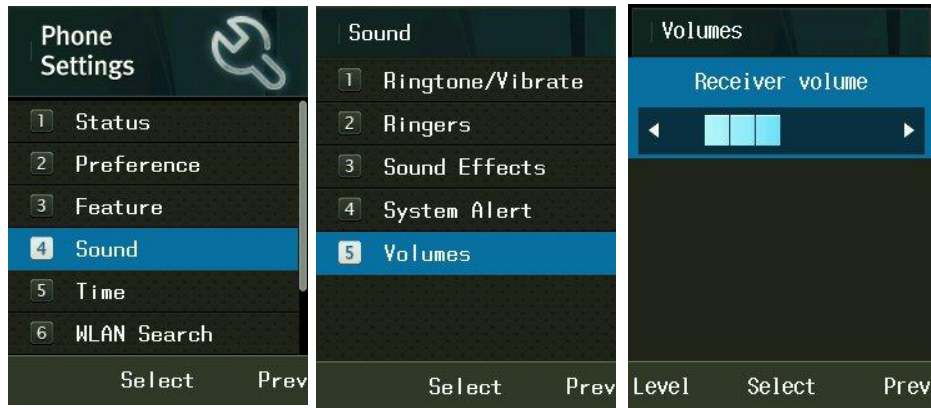 Phone
Settings
1 Status
2 Preference
3 Feature
4 Sound
5 Time
6 WLAN Search
Select Prev
Sound
1 Ringtone/Vibrate
2 Ringers
3 Sound Effects
4 System Alert
5 Volumes
Select Prev
Volumes
Receiver volume
Level Select Prev